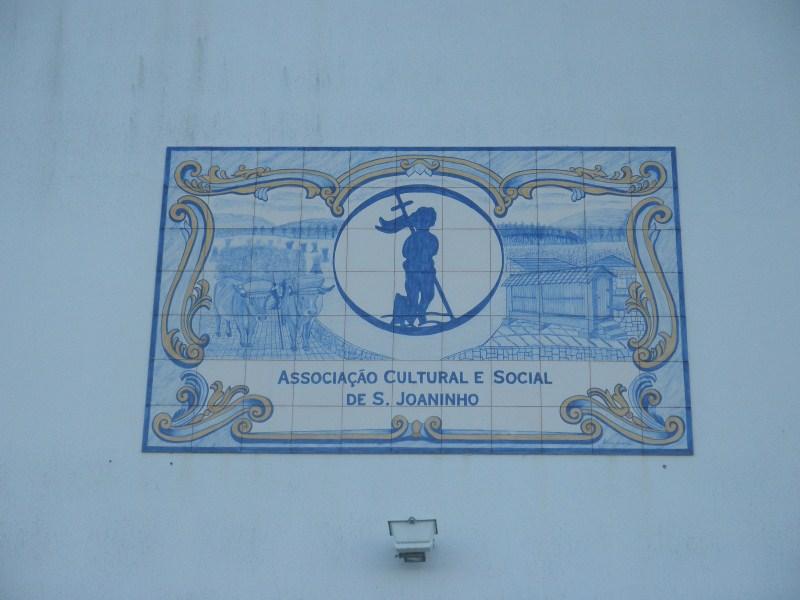 ASSOCIAÇÃO CULTURAL E SOCIAL
DE S. JOANINHO